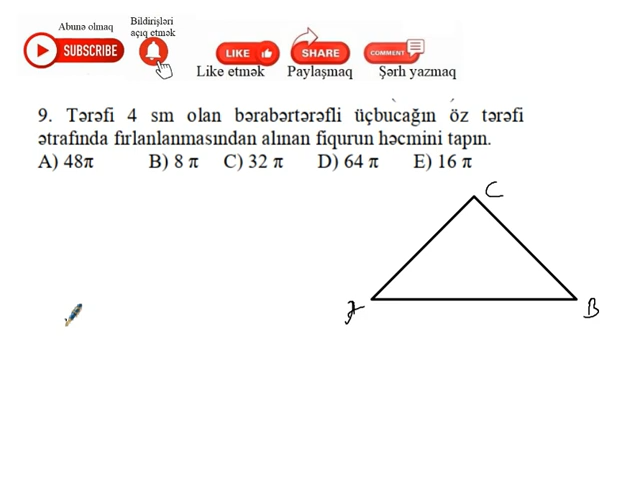 Abunə olmaq
Bildirişləri
açıq etmək
SUBSCRIBE
LIKE
SHARE
COMMENT
Like etmək
Paylaşmaq
Şərh yazmaq
9. Tərəfi 4 sm olan bərabərtərəfli üçbucağın öz tərəfi
ətrafında fırlanlanmasından alınan fiqurun həcmini tapın.
A) 48π B) 8 π C) 32 π D) 64 π E) 16 π
C
A
B